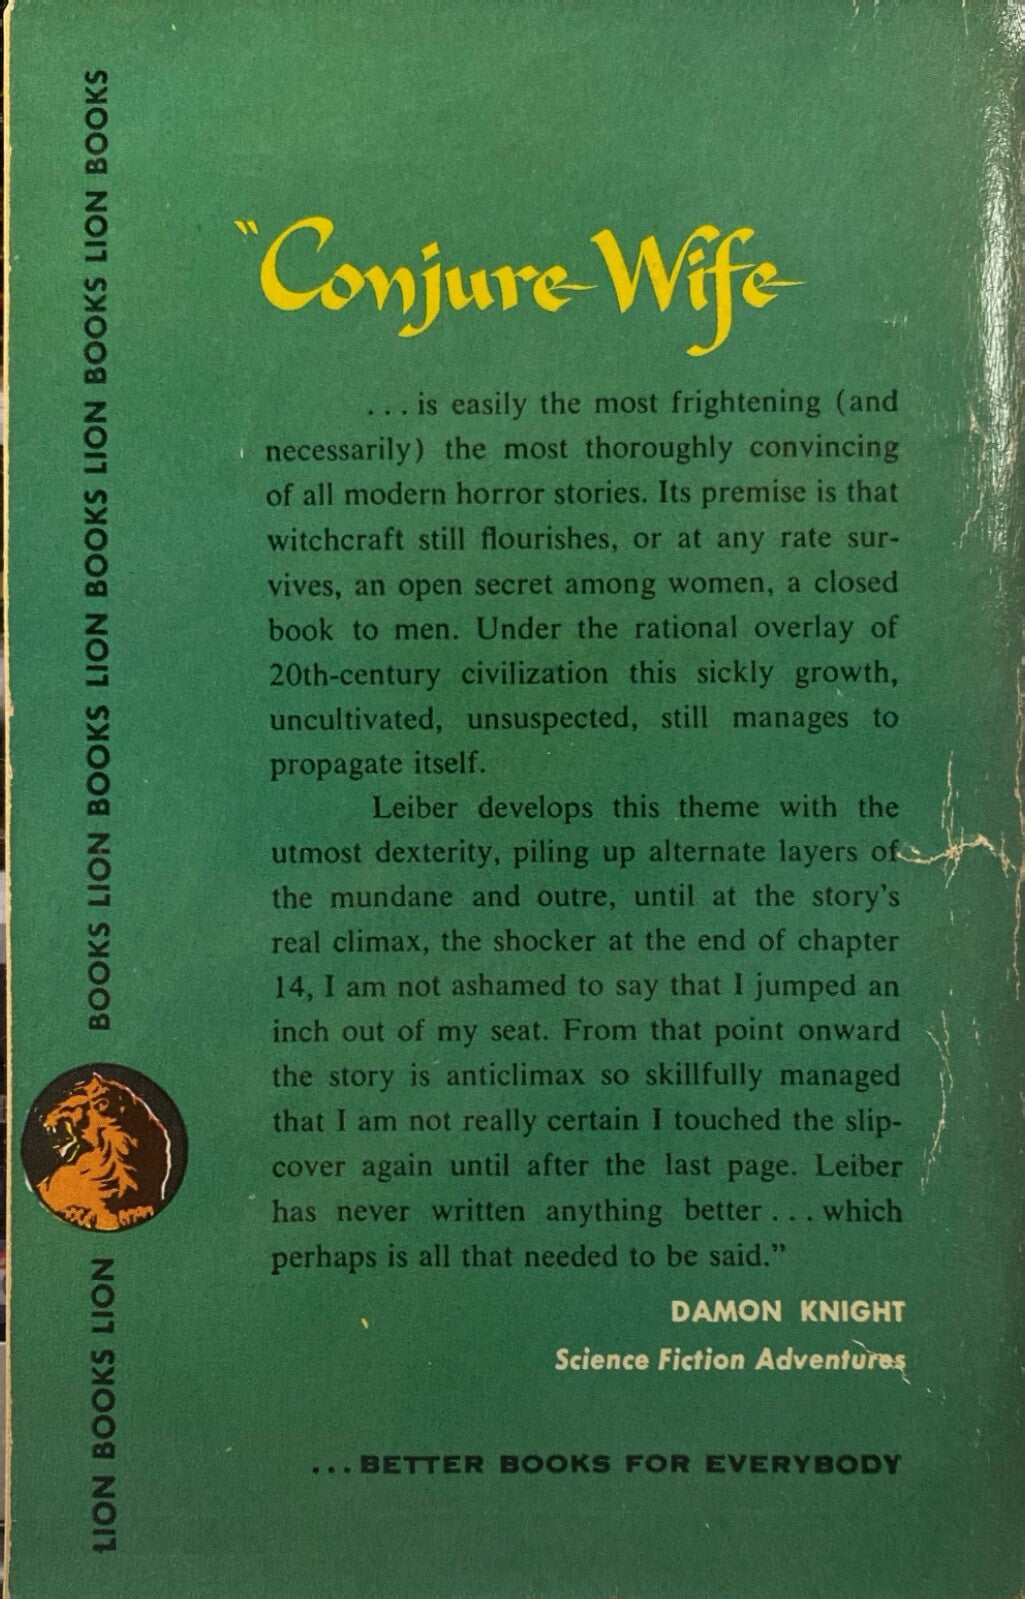 LION BOOKS LION BOOKS LION BOOKS LION BOOKS LION BOOKS LION BOOKS
"Conjure Wife
...is easily the most frightening (and
necessarily) the most thoroughly convincing
of all modern horror stories. Its premise is that
witchcraft still flourishes, or at any rate sur-
vives, an open secret among women, a closed
book to men. Under the rational overlay of
20th-century civilization this sickly growth,
uncultivated, unsuspected, still manages to
propagate itself.
Leiber develops this theme with the
utmost dexterity, piling up alternate layers of
the mundane and outre, until at the story's
real climax, the shocker at the end of chapter
14, I am not ashamed to say that I jumped an
inch out of my seat. From that point onward
the story is anticlimax so skillfully managed
that I am not really certain I touched the slip-
cover again until after the last page. Leiber
has never written anything better...which
perhaps is all that needed to be said."
DAMON KNIGHT
Science Fiction Adventures
...BETTER BOOKS FOR EVERYBODY